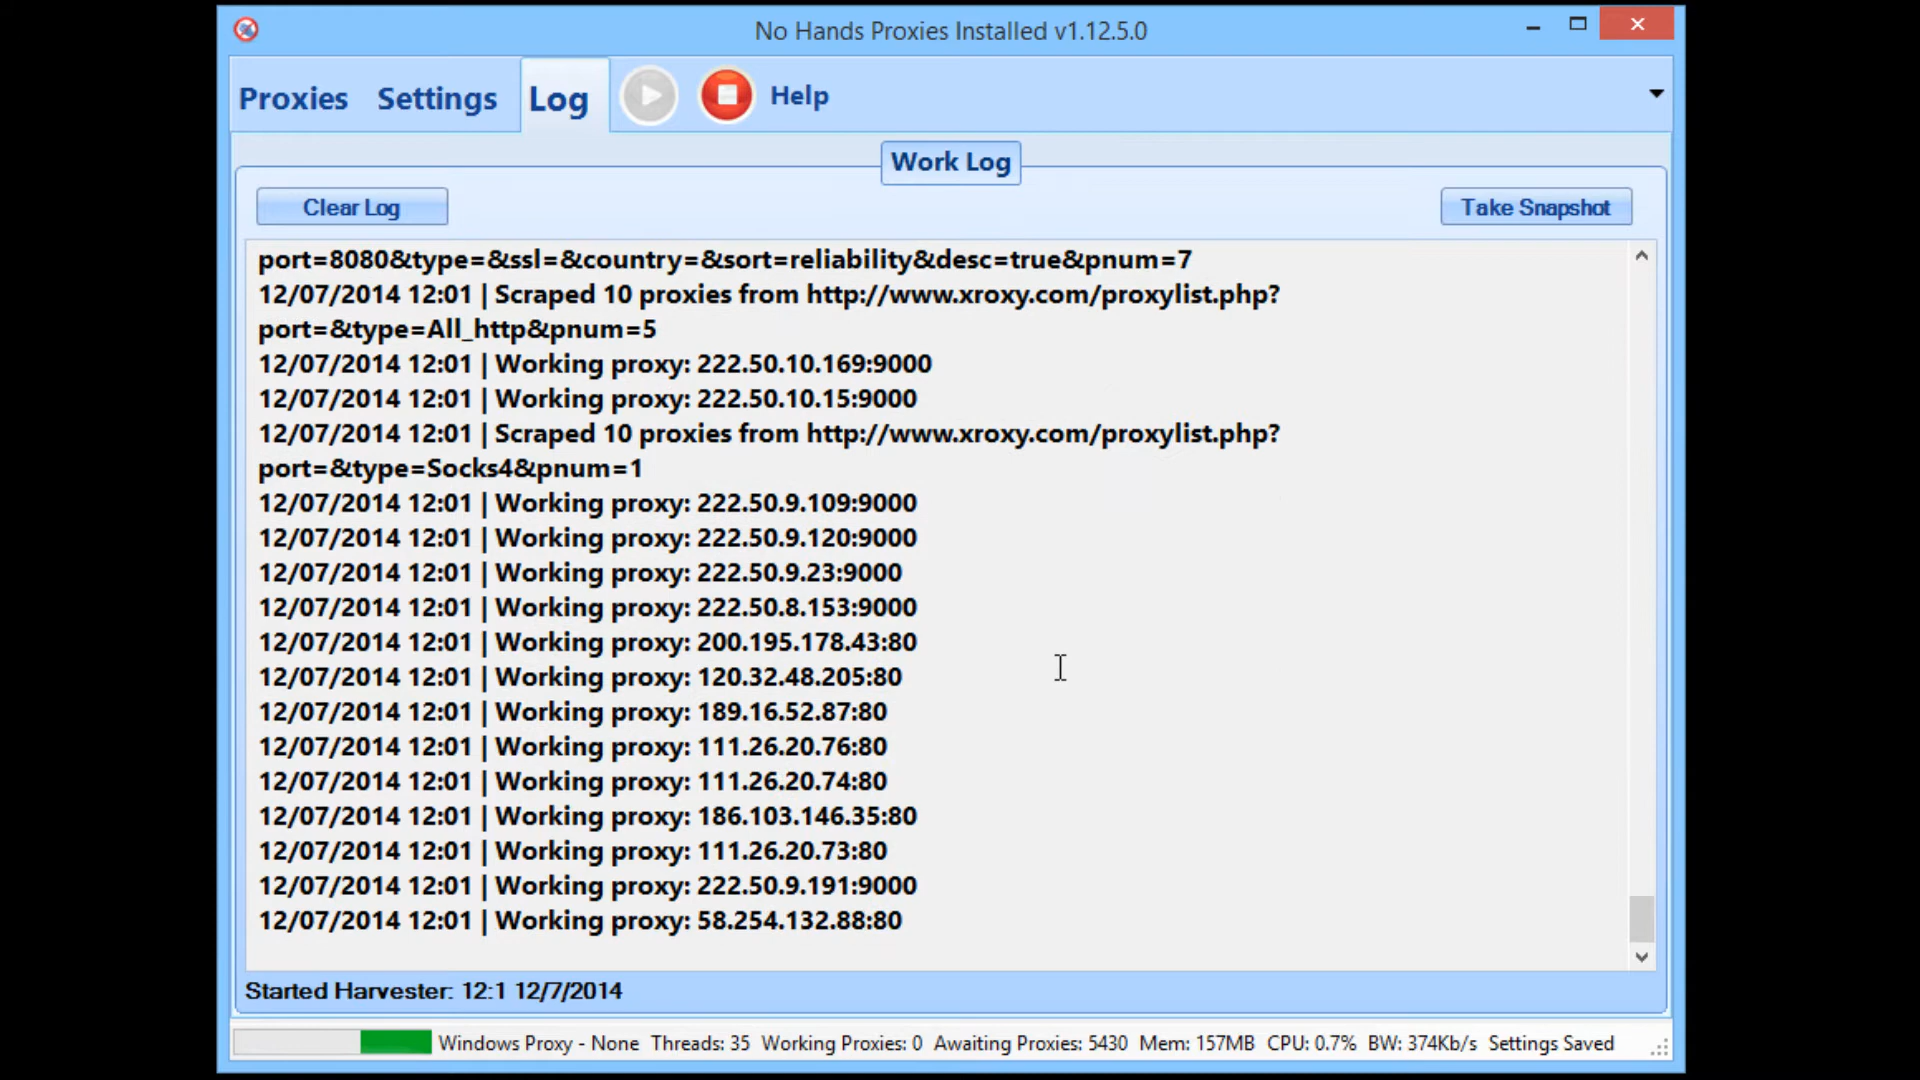 No Hands Proxies Installed v1.12.5.0
Proxies Settings Log Help
Work Log
Clear Log Take Snapshot
port=8080&type=&ssl=&country=&sort=reliability&desc=true&pnum=7
12/07/2014 12:01 | Scraped 10 proxies from http://www.xroxy.com/proxylist.php?
port=&type=All_http&pnum=5
12/07/2014 12:01 | Working proxy: 222.50.10.169:9000
12/07/2014 12:01 | Working proxy: 222.50.10.15:9000
12/07/2014 12:01 | Scraped 10 proxies from http://www.xroxy.com/proxylist.php?
port=&type=Socks4&pnum=1
12/07/2014 12:01 | Working proxy: 222.50.9.109:9000
12/07/2014 12:01 | Working proxy: 222.50.9.120:9000
12/07/2014 12:01 | Working proxy: 222.50.9.23:9000
12/07/2014 12:01 | Working proxy: 222.50.8.153:9000
12/07/2014 12:01 | Working proxy: 200.195.178.43:80
12/07/2014 12:01 | Working proxy: 120.32.48.205:80
12/07/2014 12:01 | Working proxy: 189.16.52.87:80
12/07/2014 12:01 | Working proxy: 111.26.20.76:80
12/07/2014 12:01 | Working proxy: 111.26.20.74:80
12/07/2014 12:01 | Working proxy: 186.103.146.35:80
12/07/2014 12:01 | Working proxy: 111.26.20.73:80
12/07/2014 12:01 | Working proxy: 222.50.9.191:9000
12/07/2014 12:01 | Working proxy: 58.254.132.88:80
Started Harvester: 12:1 12/7/2014
Windows Proxy - None Threads: 35 Working Proxies: 0 Awaiting Proxies: 5430 Mem: 157MB CPU: 0.7% BW: 374Kb/s Settings Saved